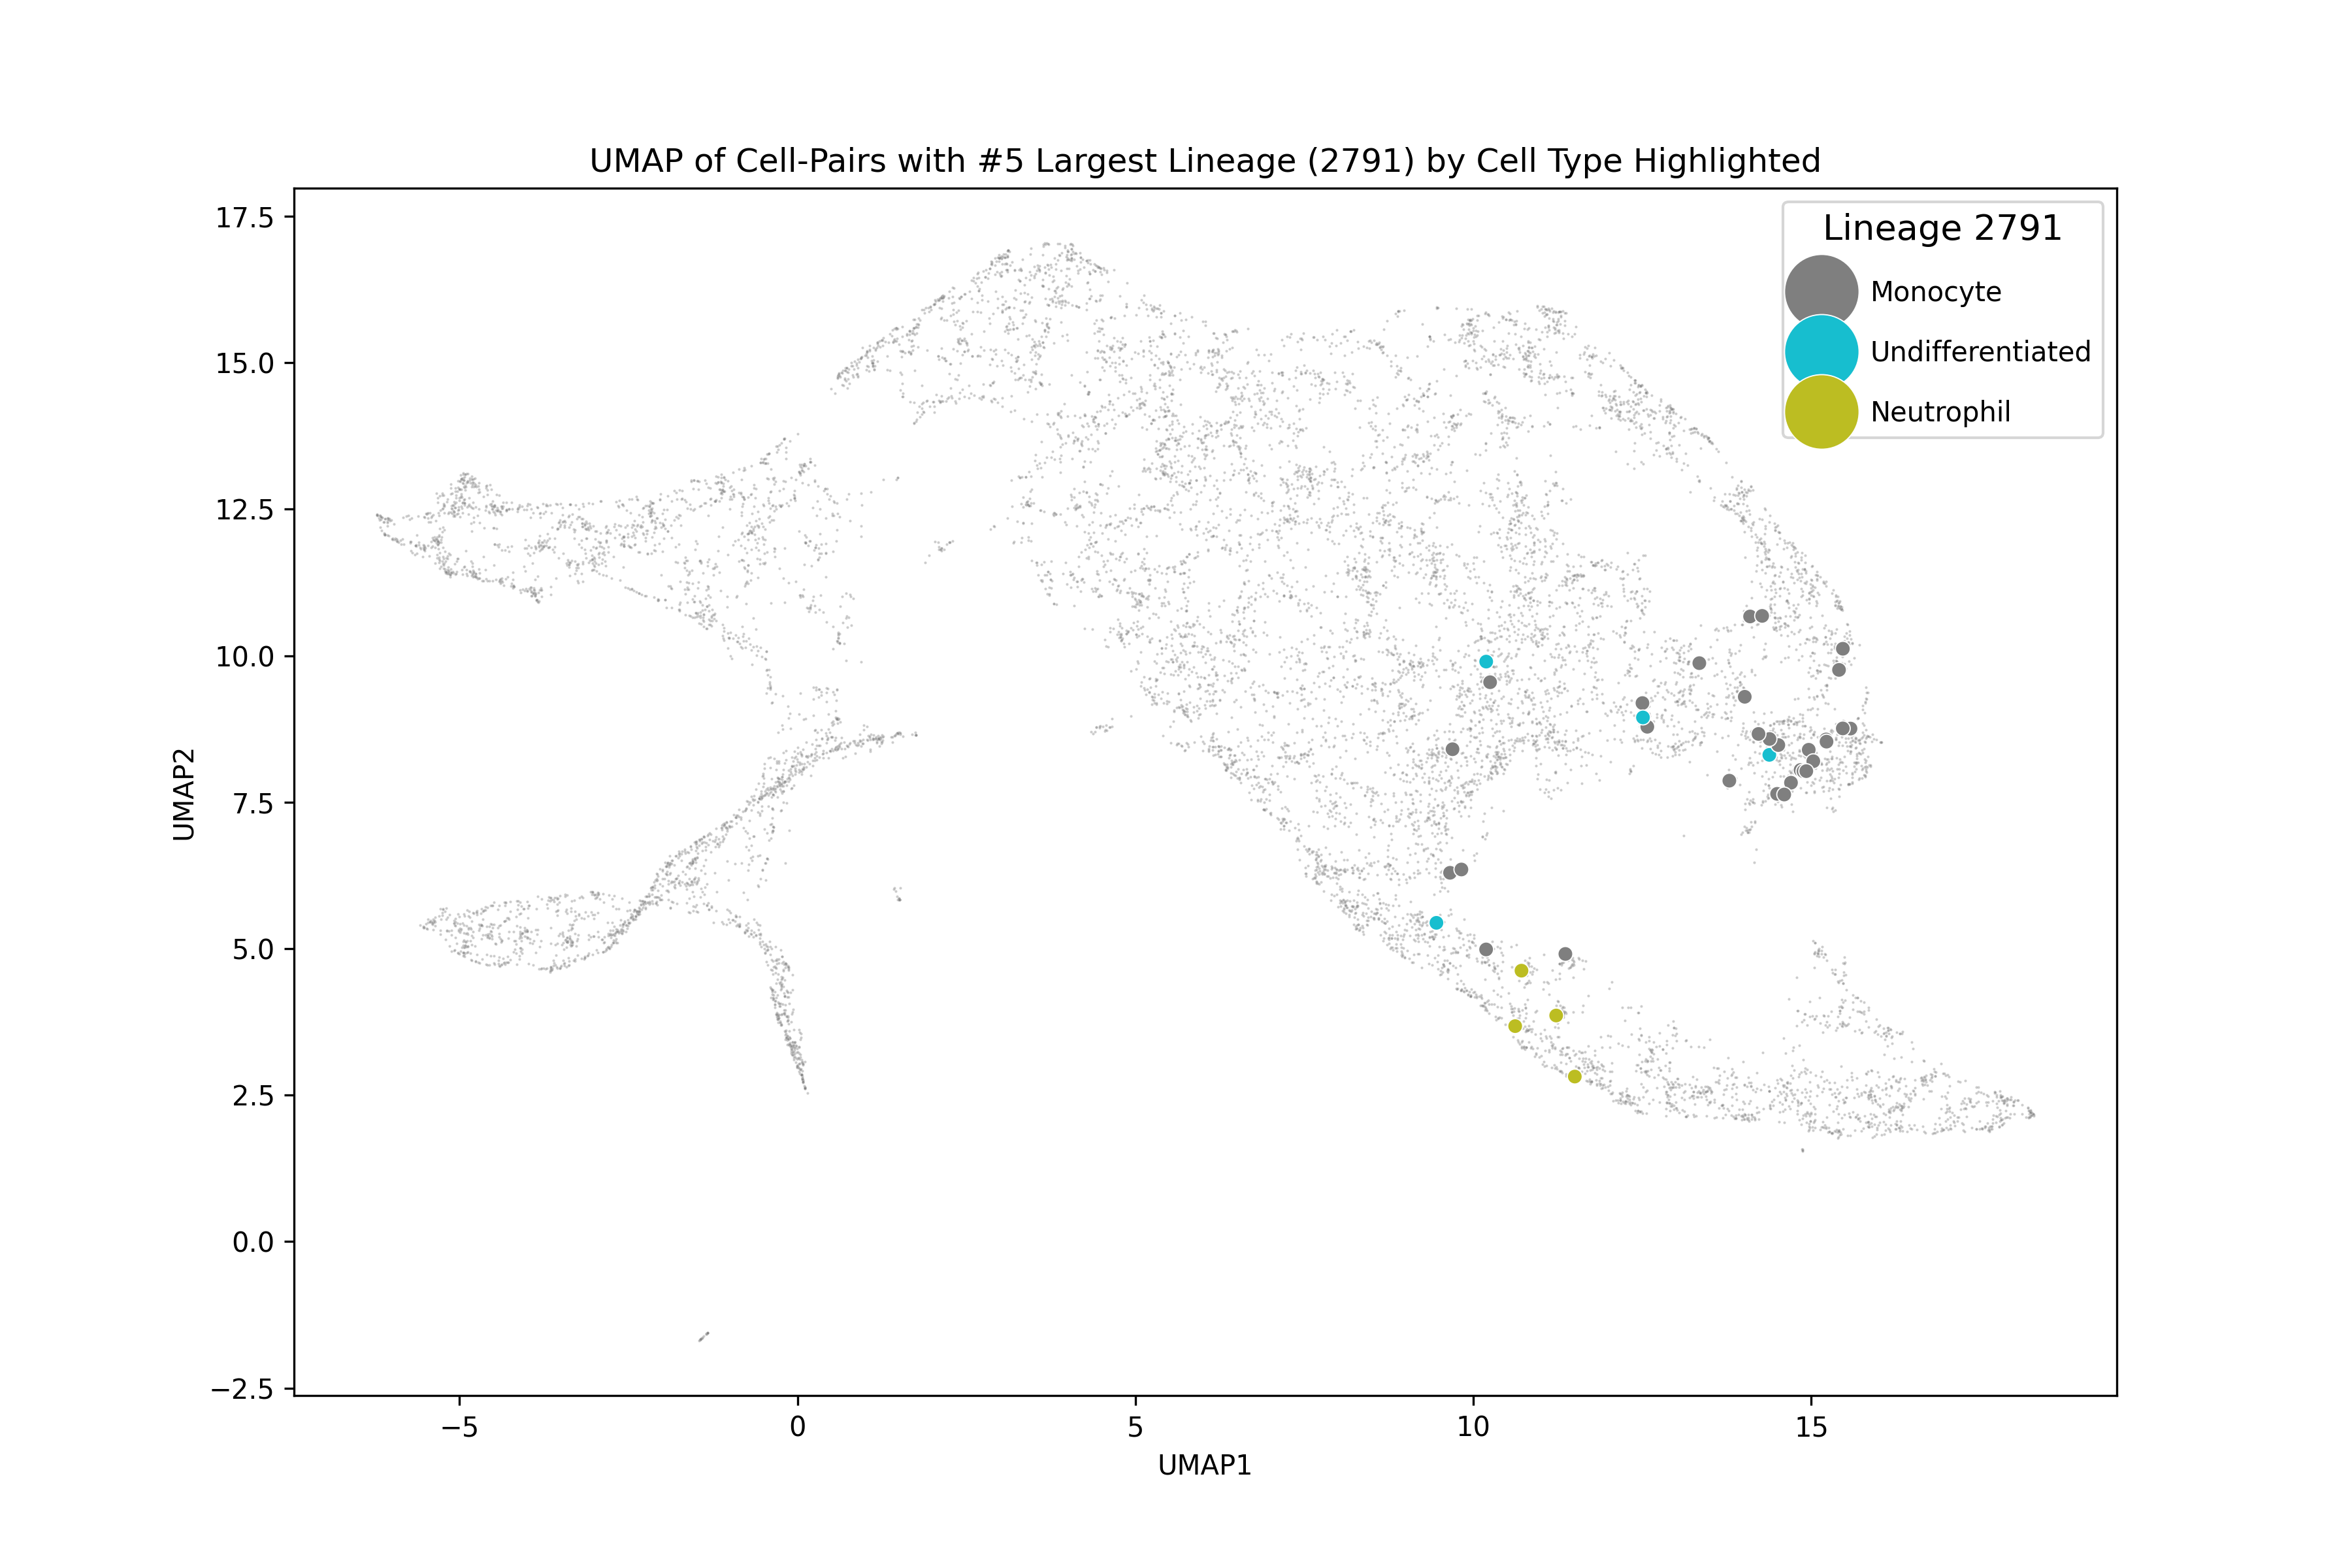 UMAP of Cell-Pairs with #5 Largest Lineage (2791) by Cell Type Highlighted
Lineage 2791
Monocyte
Undifferentiated
Neutrophil
17.5
15.0
12.5
10.0
7.5
5.0
2.5
0.0
−2.5
UMAP2
−5
0
5
10
15
UMAP1